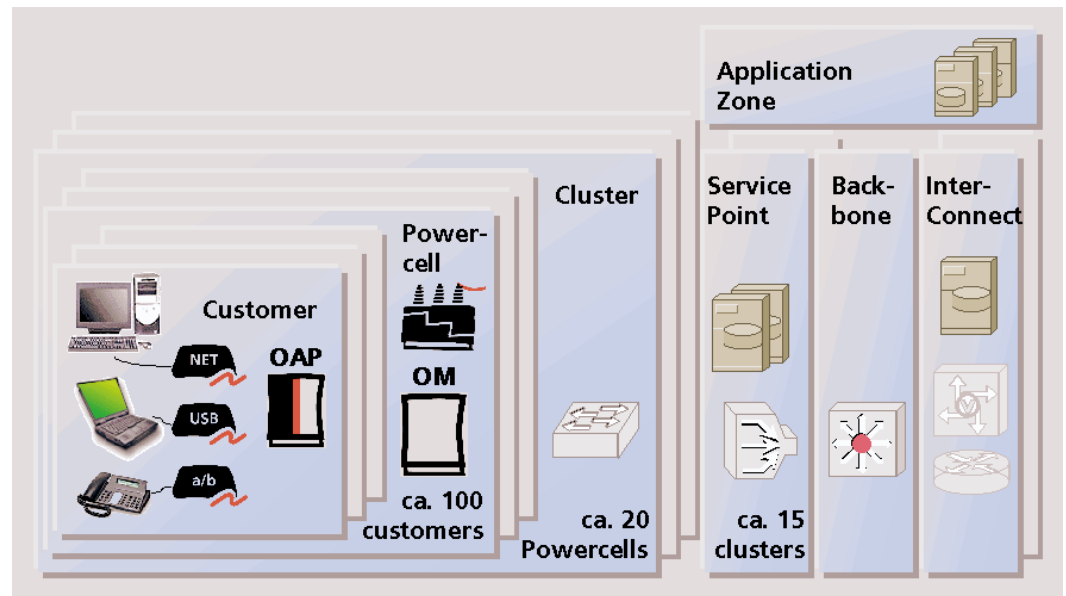 Application
Zone
Cluster
Service
Point
Back-
bone
Inter-
Connect
Power-
cell
Customer
NET
OAP
OM
USB
a/b
ca. 100
customers
ca. 20
Powercells
ca. 15
clusters
V